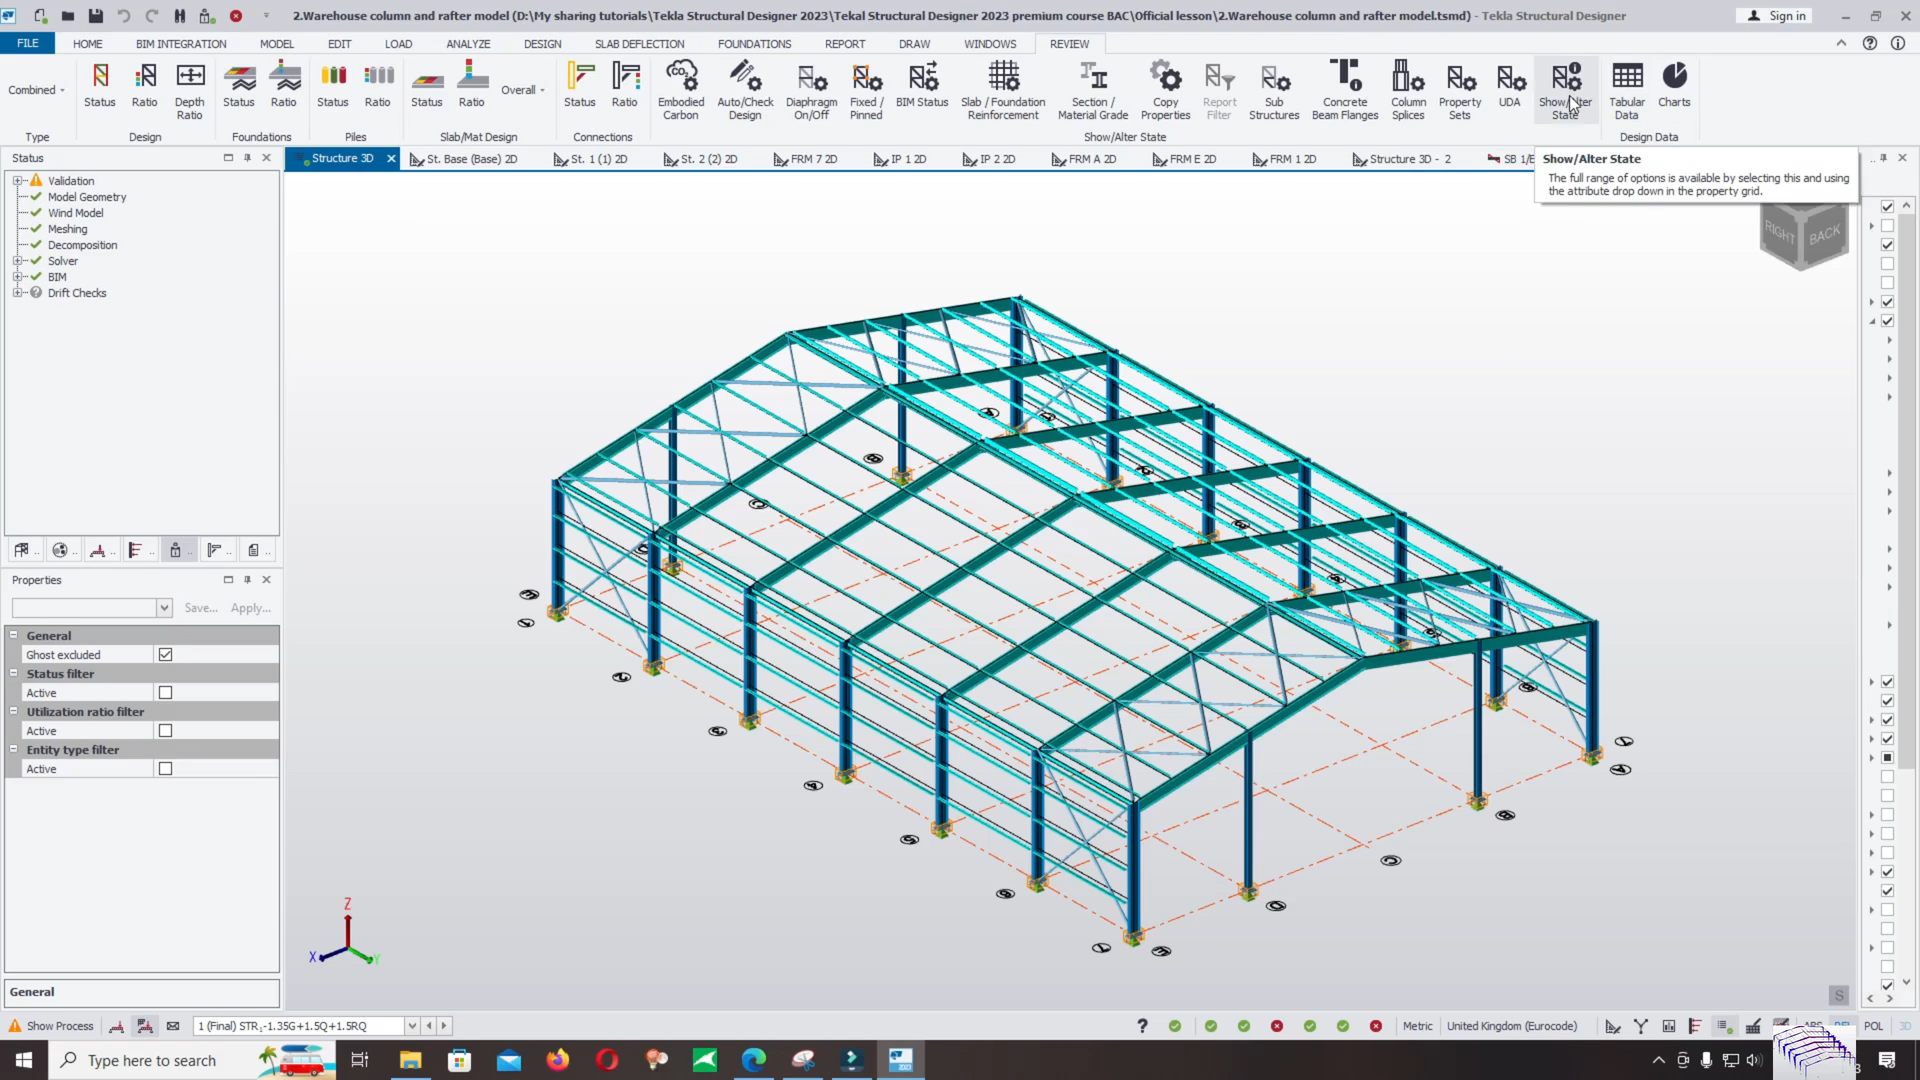 2.Warehouse column and rafter model (D:\My sharing tutorials\Tekla Structural Designer 2023\Tekal Structural Designer 2023 premium course BAC\Official lesson\2.Warehouse column and rafter model.tsmd) - Tekla Structural Designer
Sign in
FILE HOME BIM INTEGRATION MODEL EDIT LOAD ANALYZE DESIGN SLAB DEFLECTION FOUNDATIONS REPORT DRAW WINDOWS REVIEW
Combined
Type
Status Ratio Depth Ratio
Design
Status Ratio
Foundations
Status Ratio
Piles
Status Ratio Overall
Slab/Mat Design
Status Ratio
Connections
Embodied Carbon
Auto/Check Design
Diaphragm On/Off
Fixed / Pinned
BIM Status
Slab / Foundation Reinforcement
Section / Material Grade
Copy Properties
Report Filter
Sub Structures
Concrete Beam Flanges
Column Splices
Property Sets
UDA
Show/Alter State
Show/Alter State
Tabular Data
Charts
Design Data
Structure 3D
St. Base (Base) 2D
St. 1 (1) 2D
St. 2 (2) 2D
FRM 7 2D
IP 1 2D
IP 2 2D
FRM A 2D
FRM E 2D
FRM 1 2D
Structure 3D - 2
SB 1/E
Show/Alter State
The full range of options is available by selecting this and using
the attribute drop down in the property grid.
RIGHT BACK
Status
Validation
Model Geometry
Wind Model
Meshing
Decomposition
Solver
BIM
Drift Checks
Properties
Save... Apply...
General
Ghost excluded
Status filter
Active
Utilization ratio filter
Active
Entity type filter
Active
General
Z
X
Y
S
Show Process
1 (Final) STR₁-1.35G+1.5Q+1.5RQ
Metric
United Kingdom (Eurocode)
POL
3D
Type here to search
2023